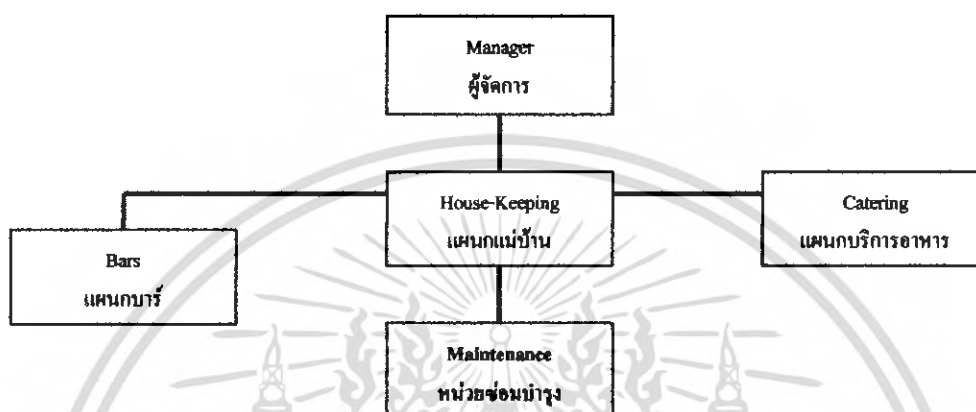 Manager
ผู้จัดการ
House-Keeping
แผนกแม่บ้าน
Catering
แผนกบริการอาหาร
Bars
แผนกบาร์
Maintenance
หน่วยซ่อมบำรุง